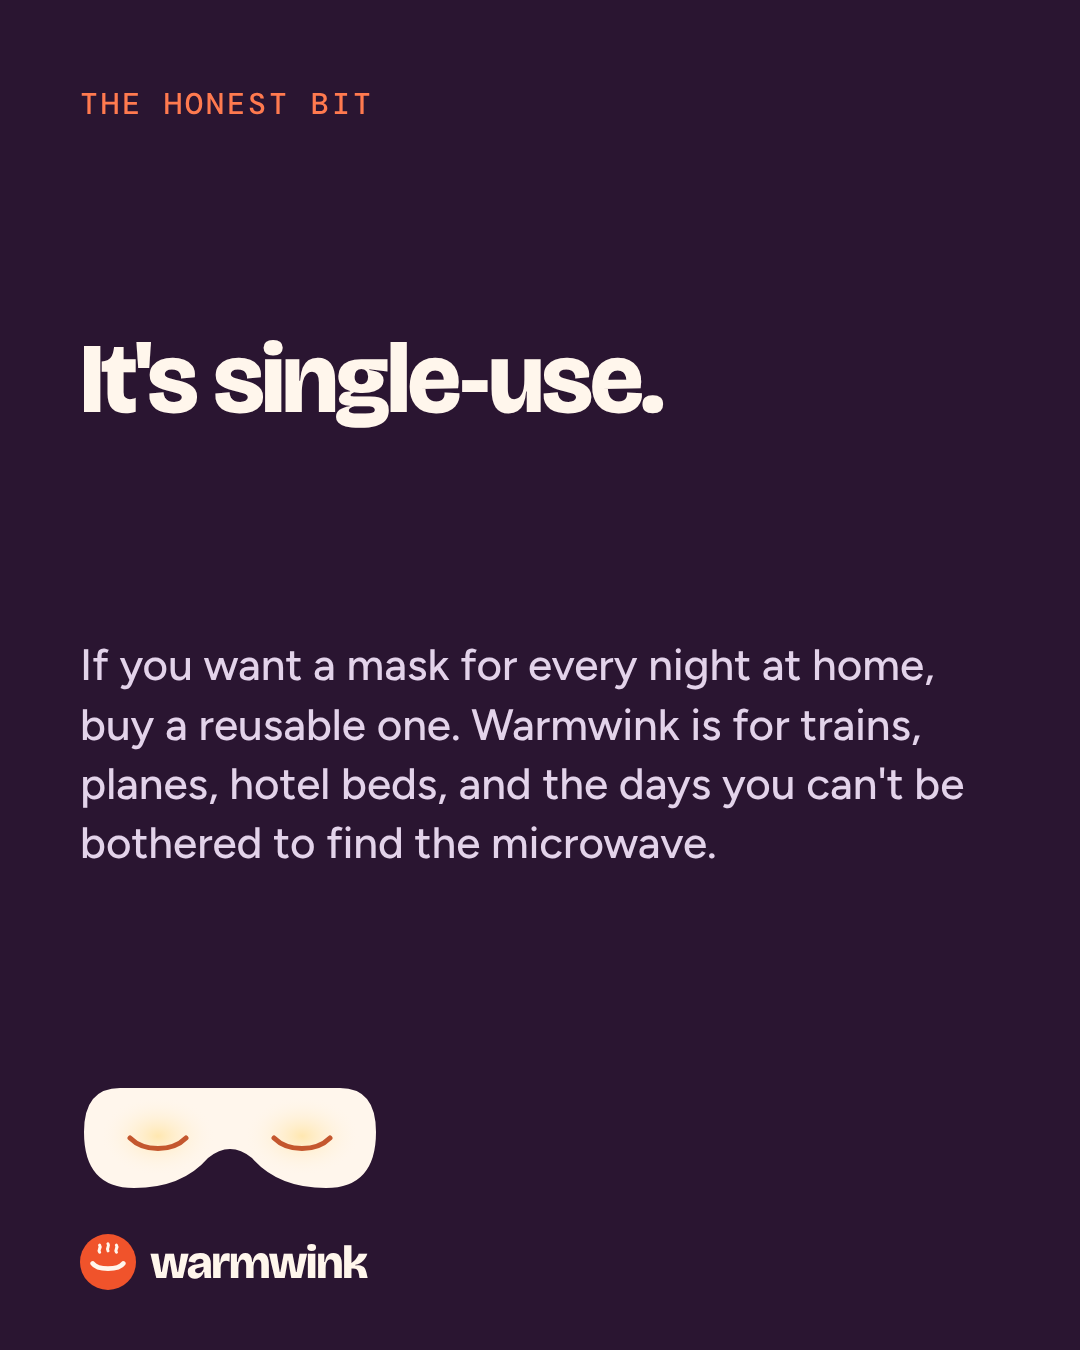 THE HONEST BIT
It's single-use.
If you want a mask for every night at home,
buy a reusable one. Warmwink is for trains,
planes, hotel beds, and the days you can't be
bothered to find the microwave.
warmwink